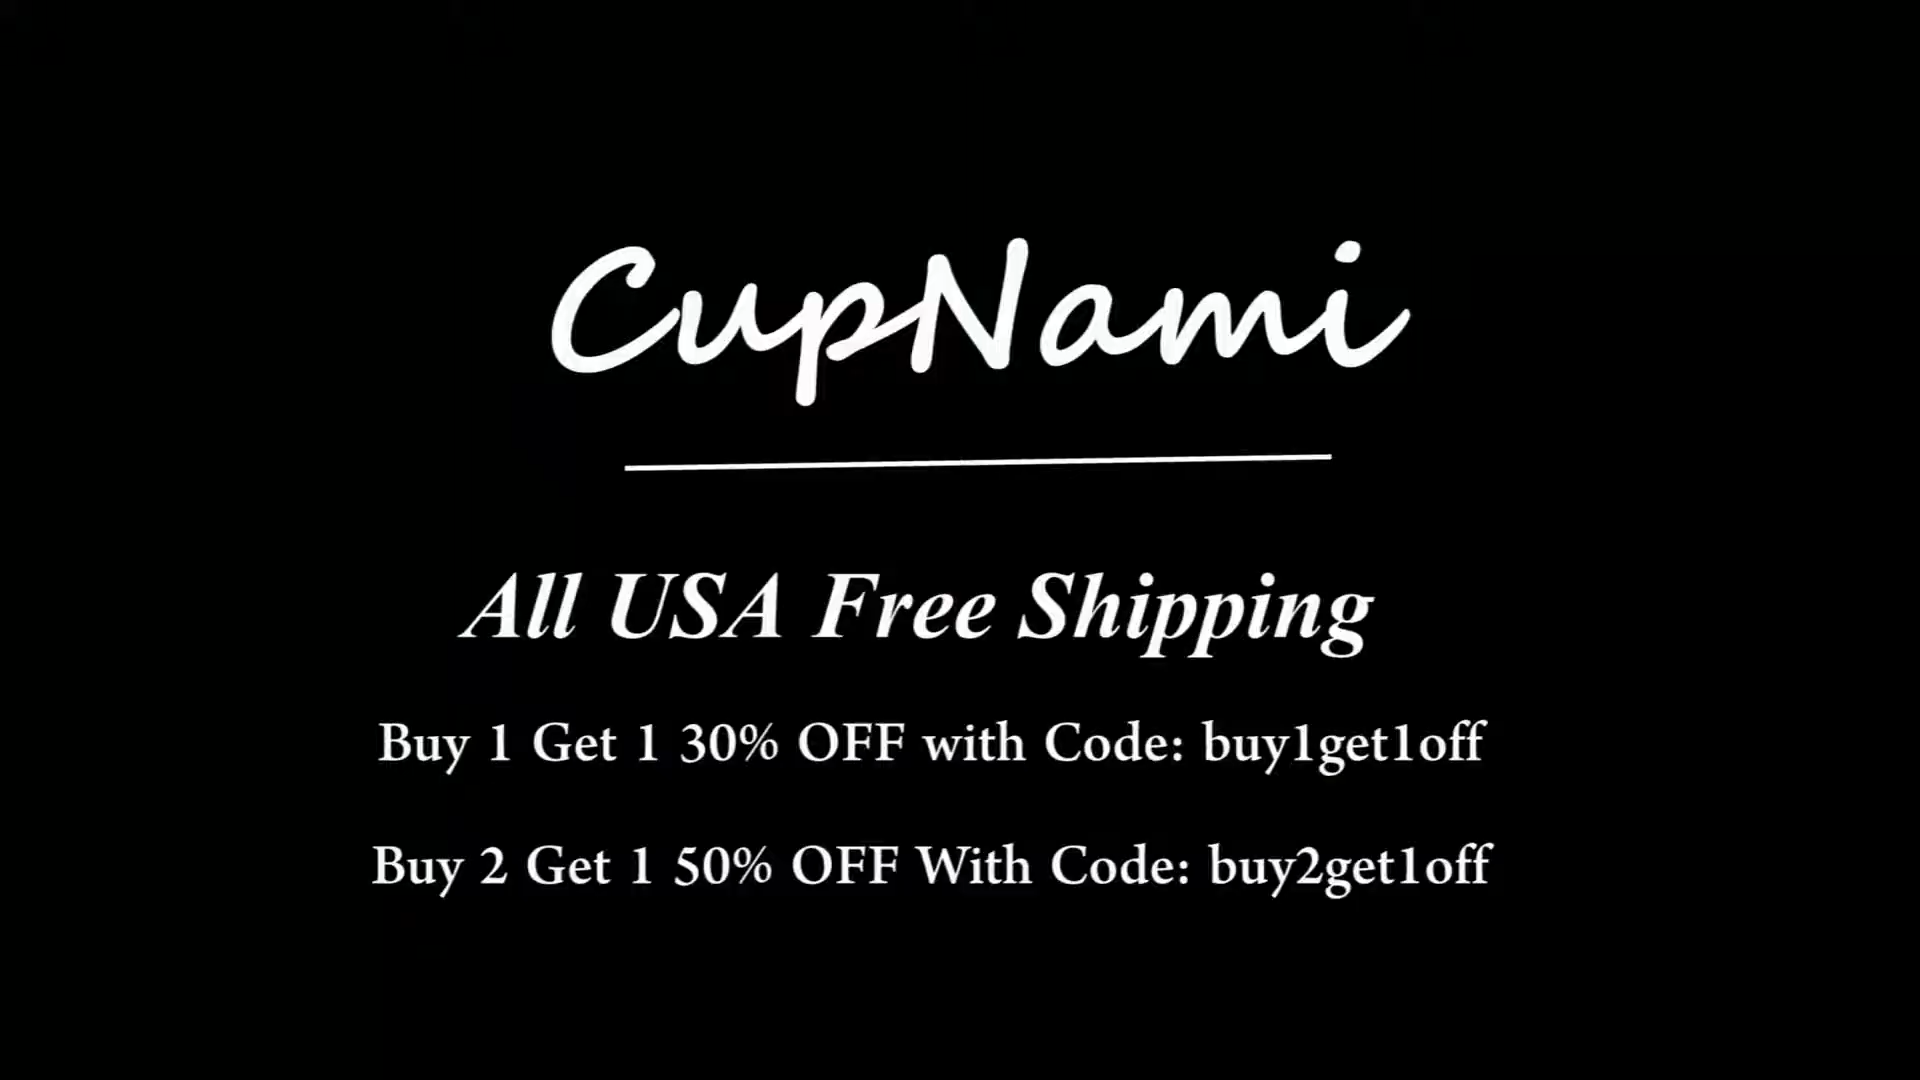 CupNami
All USA Free Shipping
Buy 1 Get 1 30% OFF with Code: buy1get1off
Buy 2 Get 1 50% OFF With Code: buy2get1off